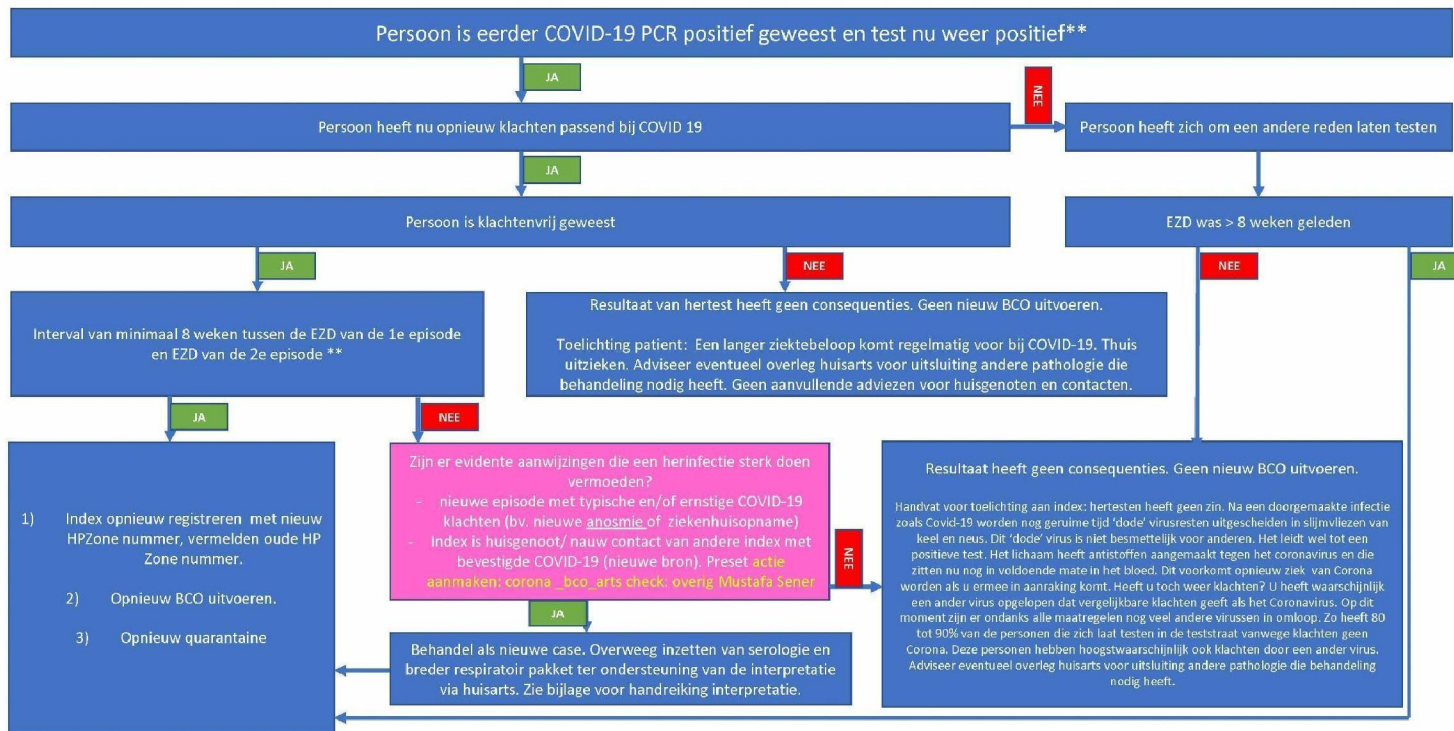 Persoon is eerder COVID-19 PCR positief geweest en test nu weer positief**
JA
NEE
Persoon heeft nu opnieuw klachten passend bij COVID 19
Persoon heeft zich om een andere reden laten testen
JA
Persoon is klachtenvrij geweest
EZD was > 8 weken geleden
JA
NEE
NEE
JA
Interval van minimaal 8 weken tussen de EZD van de 1e episode
en EZD van de 2e episode **
Resultaat van hertest heeft geen consequenties. Geen nieuw BCO uitvoeren.
Toelichting patient: Een langer ziektebeloop komt regelmatig voor bij COVID-19. Thuis
uitzieken. Adviseer eventueel overleg huisarts voor uitsluiting andere pathologie die
behandeling nodig heeft. Geen aanvullende adviezen voor huisgenoten en contacten.
JA
NEE
1) Index opnieuw registreren met nieuw
HPZone nummer, vermelden oude HP
Zone nummer.
2) Opnieuw BCO uitvoeren.
3) Opnieuw quarantaine
Zijn er evidente aanwijzingen die een herinfectie sterk doen
vermoeden?
- nieuwe episode met typische en/of ernstige COVID-19
klachten (bv. nieuwe anosmie of ziekenhuisopname)
- Index is huisgenoot/ nauw contact van andere index met
bevestigde COVID-19 (nieuwe bron). Preset actie
aanmaken: corona _bco_arts check: overig Mustafa Sener
NEE
JA
Behandel als nieuwe case. Overweeg inzetten van serologie en
breder respiratoir pakket ter ondersteuning van de interpretatie
via huisarts. Zie bijlage voor handreiking interpretatie.
Resultaat heeft geen consequenties. Geen nieuw BCO uitvoeren.
Handvat voor toelichting aan index: hertesten heeft geen zin. Na een doorgemaakte infectie
zoals Covid-19 worden nog geruime tijd 'dode' virusresten uitgescheiden in slijmvliezen van
keel en neus. Dit 'dode' virus is niet besmettelijk voor anderen. Het leidt wel tot een
positieve test. Het lichaam heeft antistoffen aangemaakt tegen het coronavirus en die
zitten nu nog in voldoende mate in het bloed. Dit voorkomt opnieuw ziek van Corona
worden als u ermee in aanraking komt. Heeft u toch weer klachten? U heeft waarschijnlijk
een ander virus opgelopen dat vergelijkbare klachten geeft als het Coronavirus. Op dit
moment zijn er ondanks alle maatregelen nog veel andere virussen in omloop. Zo heeft 80
tot 90% van de personen die zich laat testen in de teststraat vanwege klachten geen
Corona. Deze personen hebben hoogstwaarschijnlijk ook klachten door een ander virus.
Adviseer eventueel overleg huisarts voor uitsluiting andere pathologie die behandeling
nodig heeft.